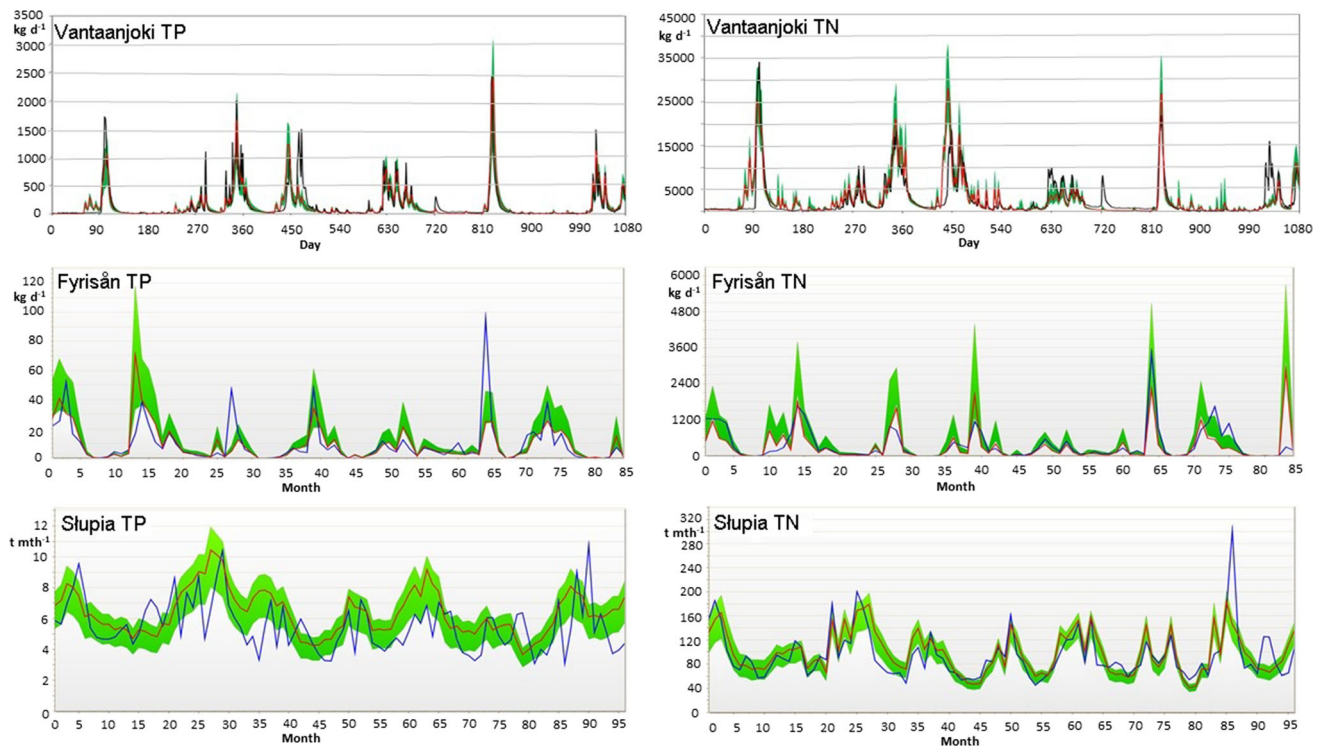 Vantaanjoki TP
3500
kg d-1
3000
2500
2000
1500
1000
500
0
0 90 180 270 360 450 540 630 720 810 900 990 1080
Day
Vantaanjoki TN
45000
kg d-1
35000
25000
15000
5000
0 90 180 270 360 450 540 630 720 810 900 990 1080
Day
Fyrisån TP
120
kg d-1
100
80
60
40
20
0
0 5 10 15 20 25 30 35 40 45 50 55 60 65 70 75 80 85
Month
Fyrisån TN
6000
kg d-1
4800
3600
2400
1200
0
0 5 10 15 20 25 30 35 40 45 50 55 60 65 70 75 80 85
Month
Słupia TP
12
t mth-1
10
8
6
4
2
0
0 5 10 15 20 25 30 35 40 45 50 55 60 65 70 75 80 85 90 95
Month
Słupia TN
320
t mth-1
280
240
200
160
120
80
40
0
0 5 10 15 20 25 30 35 40 45 50 55 60 65 70 75 80 85 90 95
Month